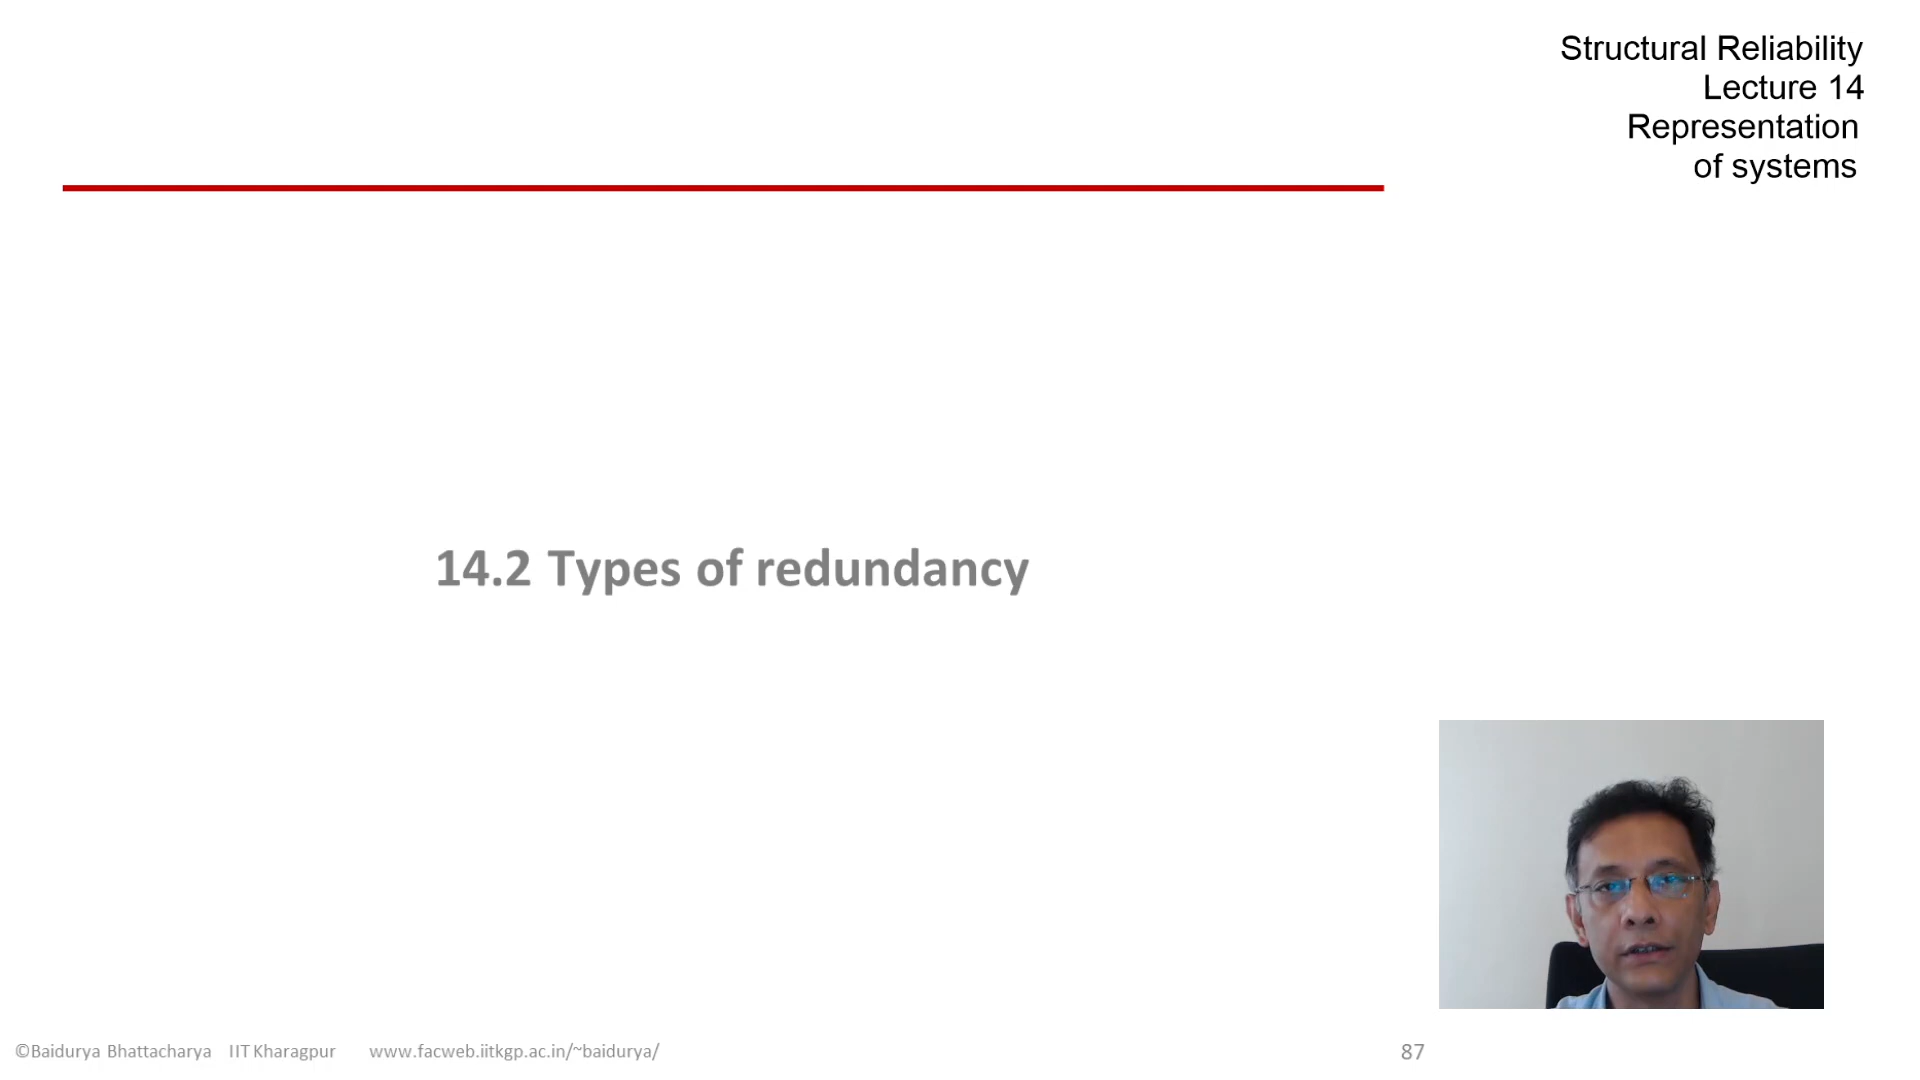 Structural Reliability
Lecture 14
Representation
of systems
14.2 Types of redundancy
©Baidurya Bhattacharya IIT Kharagpur www.facweb.iitkgp.ac.in/~baidurya/ 87